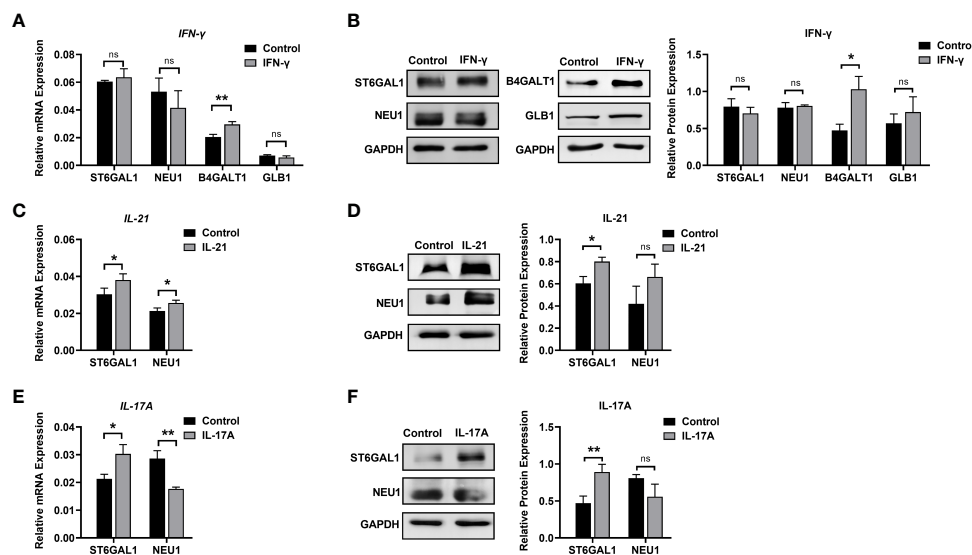 A
IFN-γ
Control
IFN-γ
Relative mRNA Expression
0.08
0.06
0.04
0.02
0.00
ns
ns
**
ns
ST6GAL1 NEU1 B4GALT1 GLB1
B
Control IFN-γ
ST6GAL1
NEU1
GAPDH
Control IFN-γ
B4GALT1
GLB1
GAPDH
IFN-γ
Contro
IFN-γ
Relative Protein Expression
1.5
1.0
0.5
0.0
ns
ns
*
ns
ST6GAL1 NEU1 B4GALT1 GLB1
C
IL-21
Control
IL-21
Relative mRNA Expression
0.06
0.04
0.02
0.00
*
*
ST6GAL1 NEU1
D
Control IL-21
ST6GAL1
NEU1
GAPDH
IL-21
Control
IL-21
Relative Protein Expression
1.0
0.8
0.6
0.4
0.2
0.0
*
ns
ST6GAL1 NEU1
E
IL-17A
Control
IL-17A
Relative mRNA Expression
0.04
0.03
0.02
0.01
0.00
*
**
ST6GAL1 NEU1
F
Control IL-17A
ST6GAL1
NEU1
GAPDH
IL-17A
Control
IL-17A
Relative Protein Expression
1.5
1.0
0.5
0.0
**
ns
ST6GAL1 NEU1